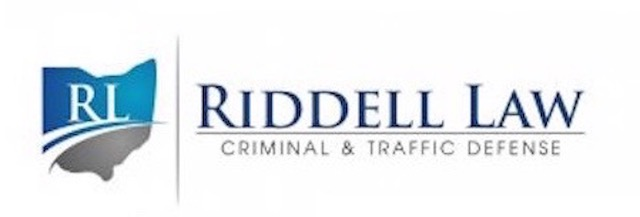 RL
RIDDELL LAW
CRIMINAL & TRAFFIC DEFENSE